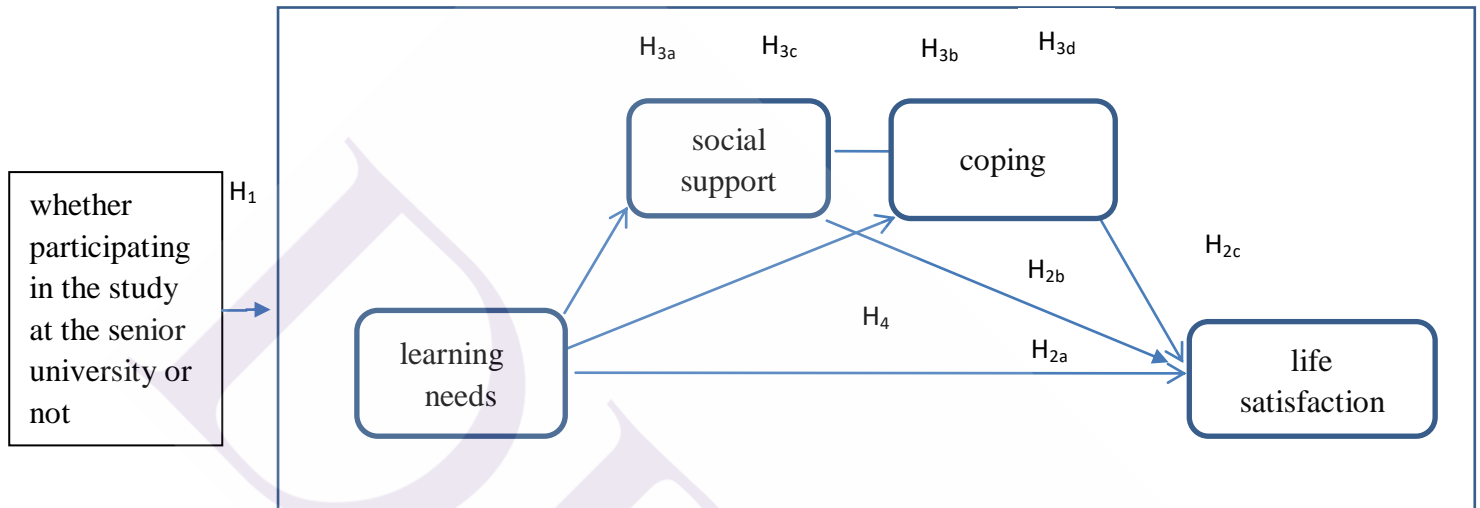 H3a H3c H3b H3d
social
support
coping
whether
participating
in the study
at the senior
university or
not
H1
H2c
H2b
H4
H2a
learning
needs
life
satisfaction